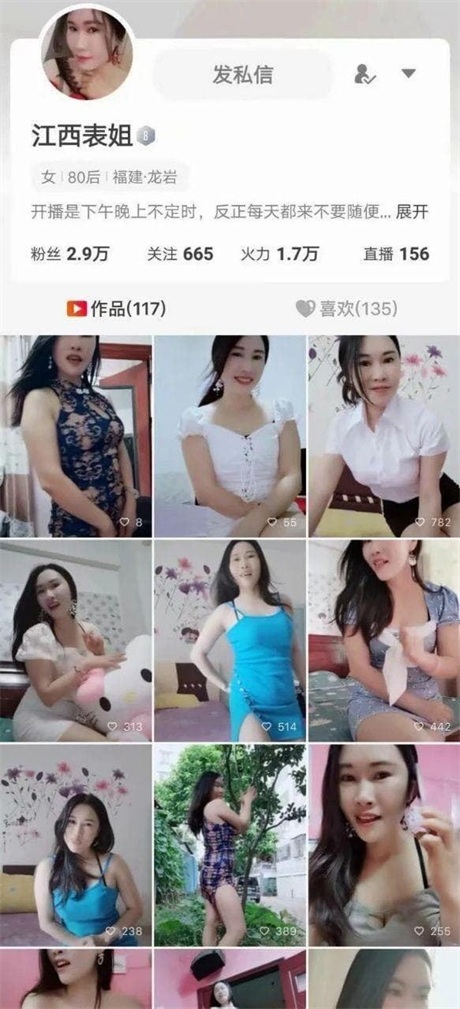 发私信
江西表姐
女 80后 福建·龙岩
开播是下午晚上不定时，反正每天都来不要随便... 展开
粉丝 2.9万 关注 665 火力 1.7万 直播 156
作品(117) 喜欢(135)
8 55 782
313 514 442
238 389 255